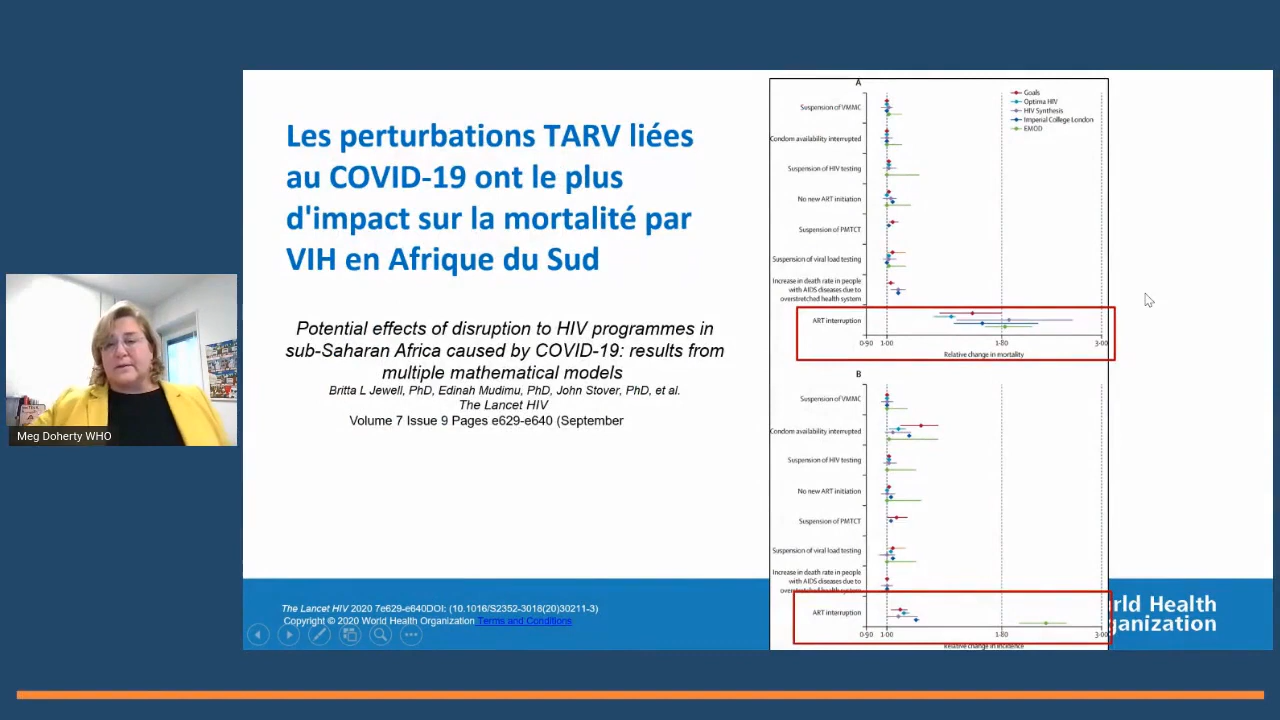 Les perturbations TARV liées
au COVID-19 ont le plus
d'impact sur la mortalité par
VIH en Afrique du Sud
Potential effects of disruption to HIV programmes in
sub-Saharan Africa caused by COVID-19: results from
multiple mathematical models
Britta L Jewell, PhD, Edinah Mudimu, PhD, John Stover, PhD, et al.
The Lancet HIV
Volume 7 Issue 9 Pages e629-e640 (September
Meg Doherty WHO
The Lancet HIV 2020 7e629-e640DOI: (10.1016/S2352-3018(20)30211-3)
Copyright © 2020 World Health Organization Terms and Conditions
A
Goals
Optima HIV
HIV Synthesis
Imperial College London
EMOD
Suspension of VMMC
Condom availability interrupted
Suspension of HIV testing
No new ART initiation
Suspension of PMTCT
Suspension of viral load testing
Increase in death rate in people
with AIDS diseases due to
overstretched health system
ART interruption
0·90 1·00 1·80 3·00
Relative change in mortality
B
Suspension of VMMC
Condom availability interrupted
Suspension of HIV testing
No new ART initiation
Suspension of PMTCT
Suspension of viral load testing
Increase in death rate in people
with AIDS diseases due to
overstretched health system
ART interruption
0·90 1·00 1·80 3·00
Relative change in incidence
rld Health
ganization